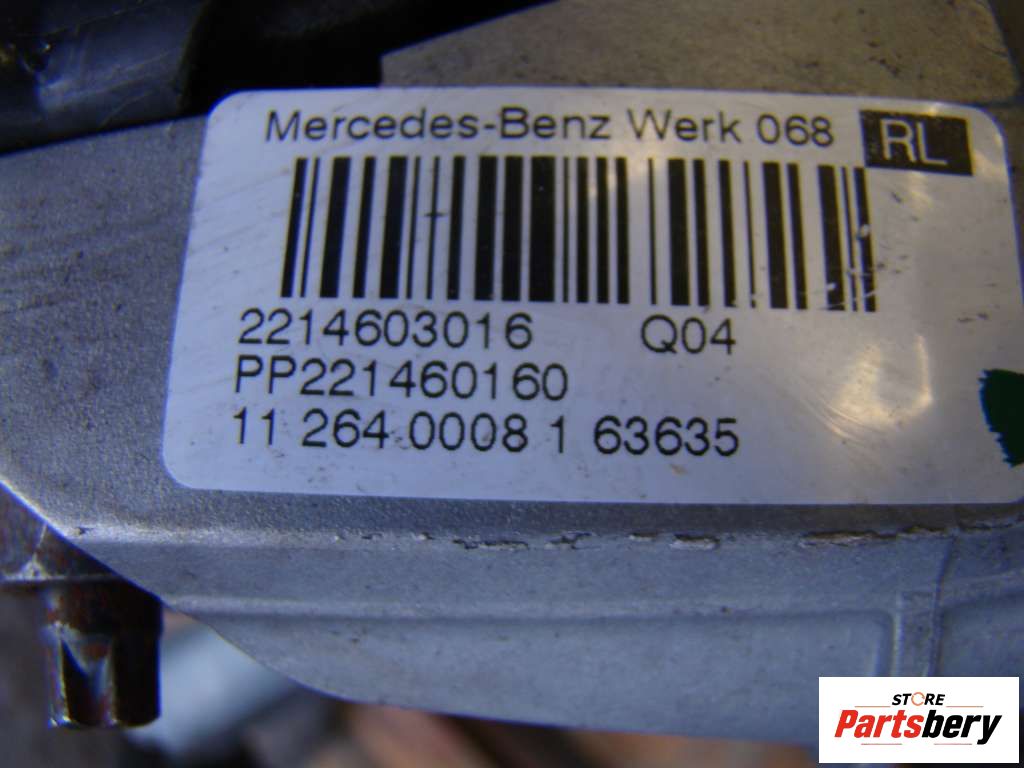 Mercedes-Benz Werk 068 RL
2214603016 Q04
PP221460160
11 264 0008 1 63635
STORE
Partsbery